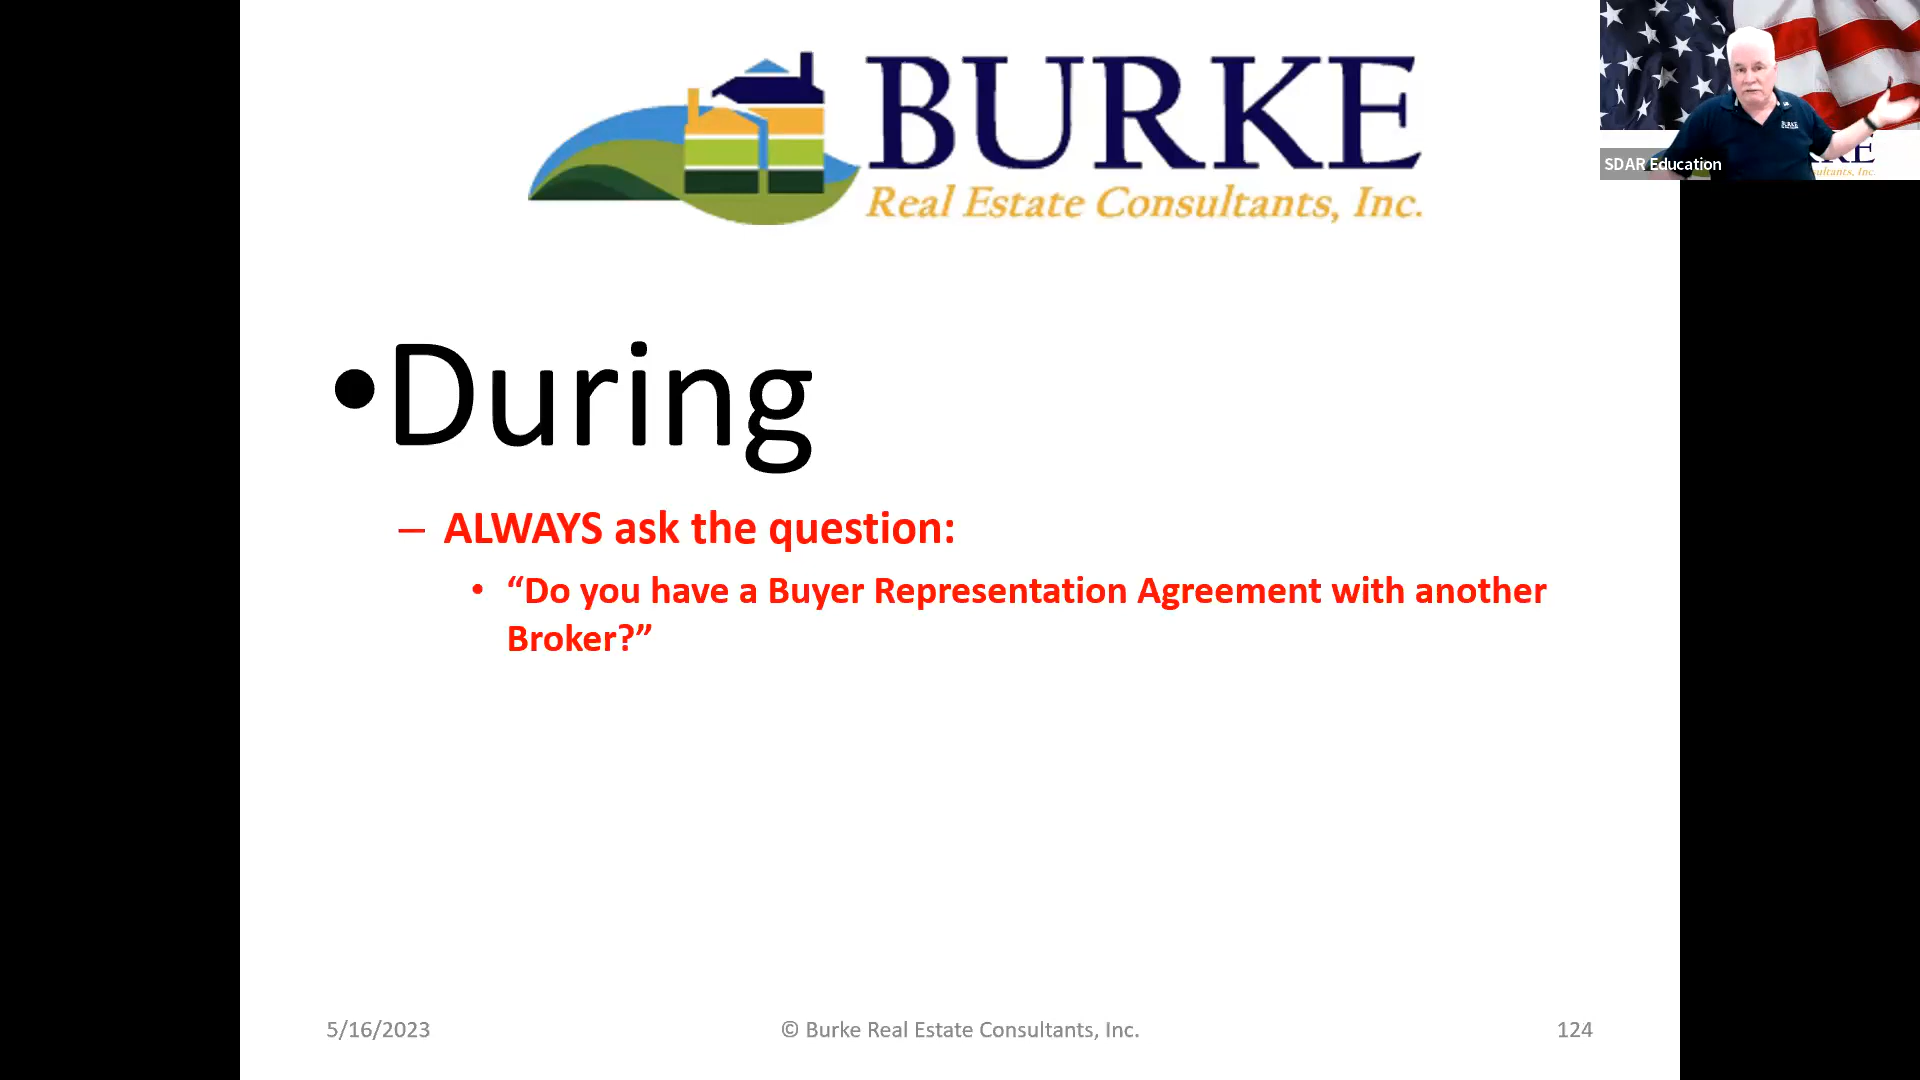 BURKE
Real Estate Consultants, Inc.
SDAR Education
•During
– ALWAYS ask the question:
• “Do you have a Buyer Representation Agreement with another
Broker?”
5/16/2023
© Burke Real Estate Consultants, Inc.
124